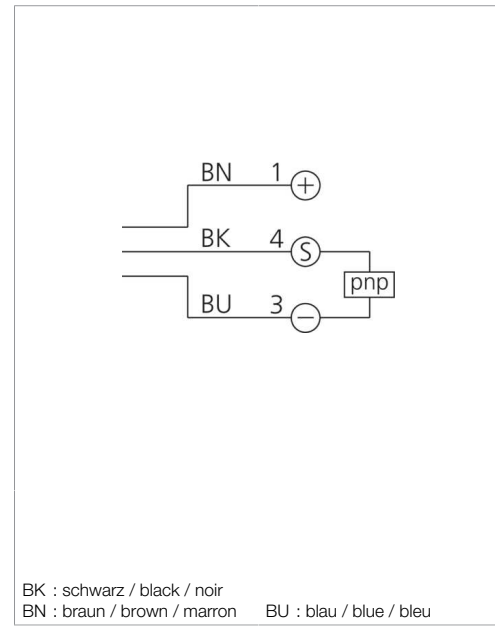 BN 1 +
BK 4 S
pnp
BU 3 −
BK : schwarz / black / noir
BN : braun / brown / marron BU : blau / blue / bleu